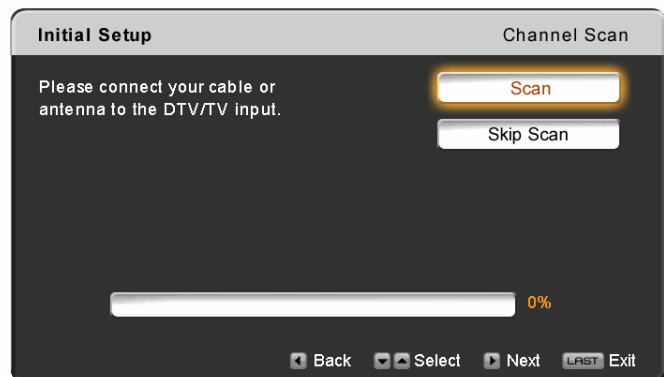 Initial Setup Channel Scan
Please connect your cable or
antenna to the DTV/TV input.
Scan
Skip Scan
0%
Back Select Next LAST Exit